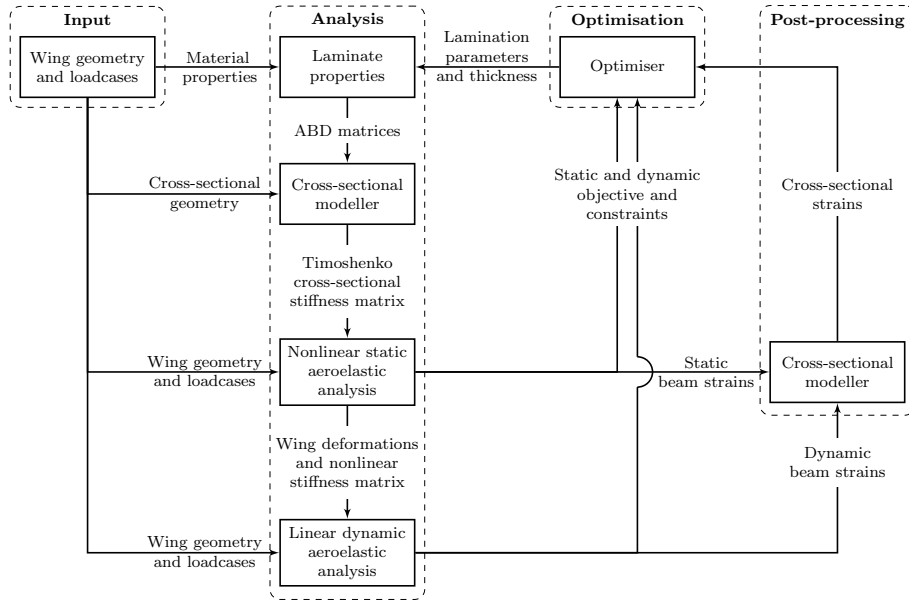 Input
Analysis
Optimisation
Post-processing
Wing geometry
and loadcases
Material
properties
Laminate
properties
Lamination
parameters
and thickness
Optimiser
ABD matrices
Cross-sectional
geometry
Cross-sectional
modeller
Static and dynamic
objective and
constraints
Cross-sectional
strains
Timoshenko
cross-sectional
stiffness matrix
Wing geometry
and loadcases
Nonlinear static
aeroelastic
analysis
Static
beam strains
Cross-sectional
modeller
Wing deformations
and nonlinear
stiffness matrix
Dynamic
beam strains
Wing geometry
and loadcases
Linear dynamic
aeroelastic
analysis